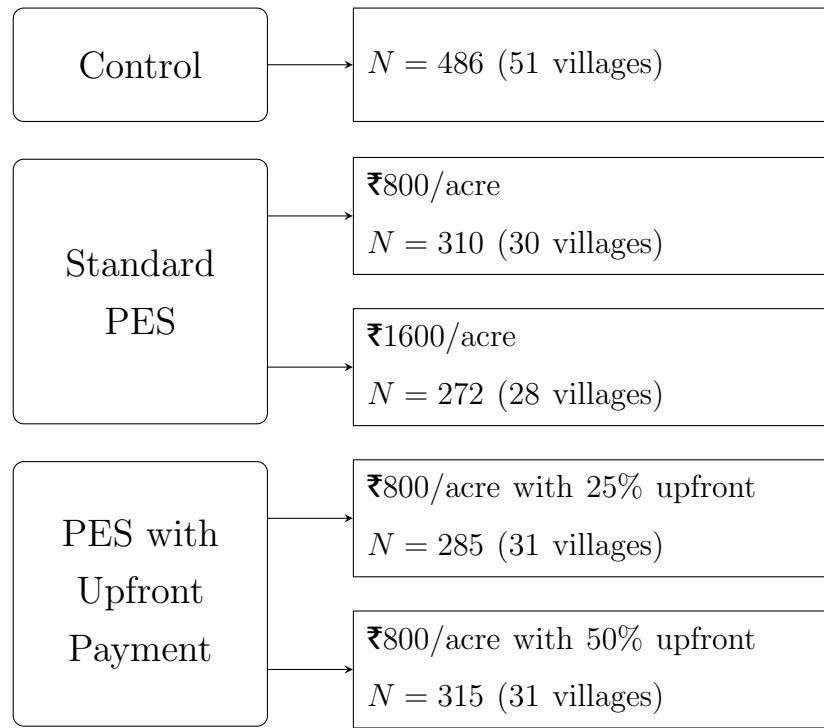 Control
N = 486 (51 villages)
Standard
PES
₹800/acre
N = 310 (30 villages)
₹1600/acre
N = 272 (28 villages)
PES with
Upfront
Payment
₹800/acre with 25% upfront
N = 285 (31 villages)
₹800/acre with 50% upfront
N = 315 (31 villages)